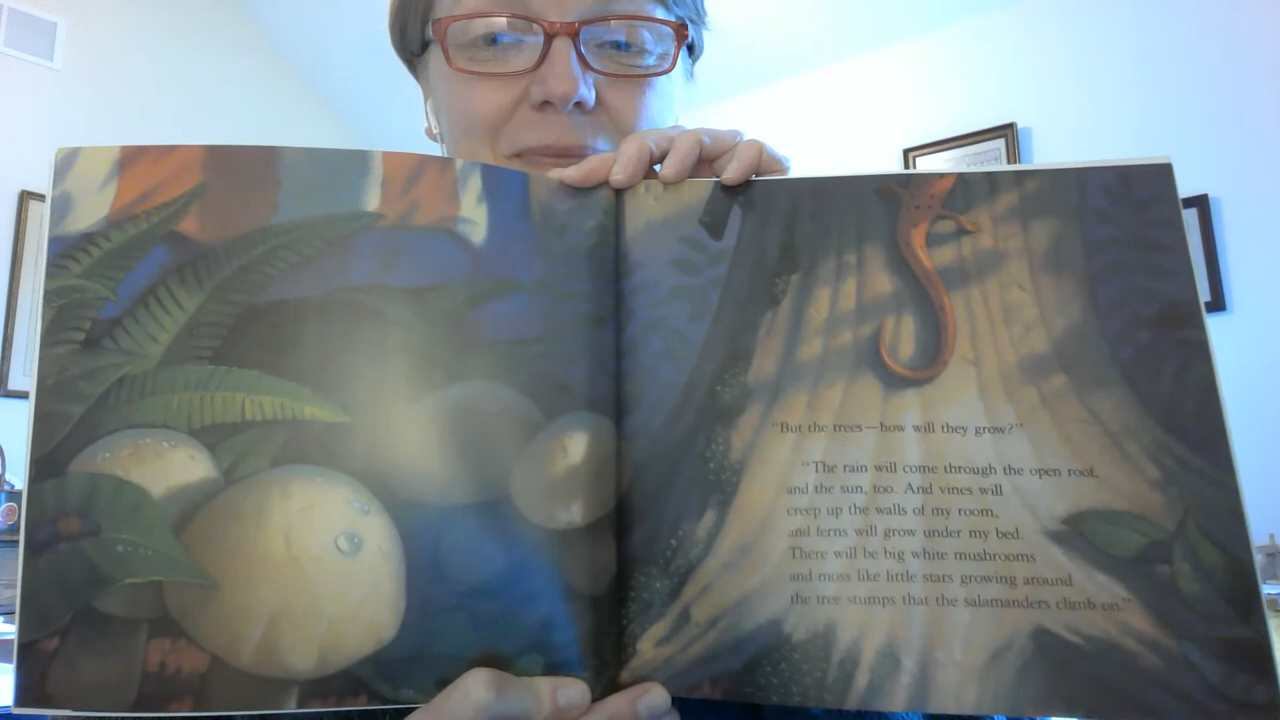 "But the trees—how will they grow?"
"The rain will come through the open roof,
and the sun, too. And vines will
creep up the walls of my room,
and ferns will grow under my bed.
There will be big white mushrooms
and moss like little stars growing around
the tree stumps that the salamanders climb on."